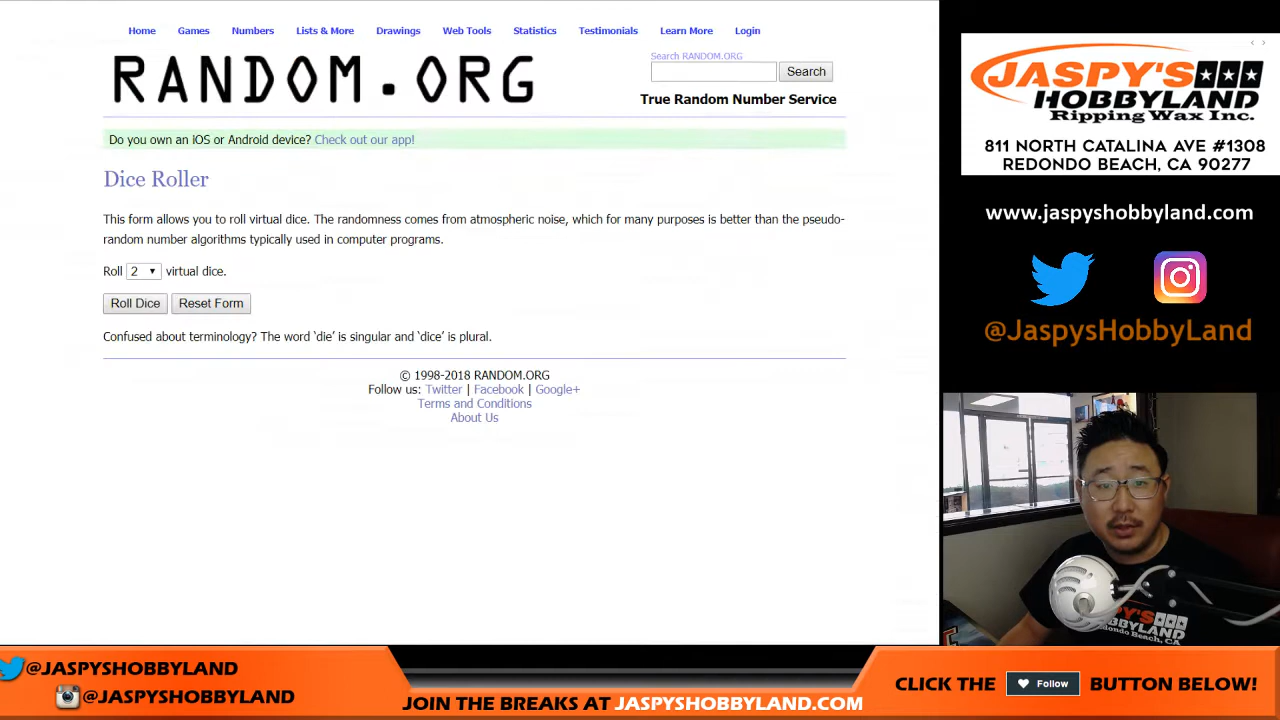 Home Games Numbers Lists & More Drawings Web Tools Statistics Testimonials Learn More Login
RANDOM.ORG
Search RANDOM.ORG
Search
True Random Number Service
Do you own an iOS or Android device? Check out our app!
Dice Roller
This form allows you to roll virtual dice. The randomness comes from atmospheric noise, which for many purposes is better than the pseudo-
random number algorithms typically used in computer programs.
Roll 2 virtual dice.
Roll Dice Reset Form
Confused about terminology? The word ‘die’ is singular and ‘dice’ is plural.
© 1998-2018 RANDOM.ORG
Follow us: Twitter | Facebook | Google+
Terms and Conditions
About Us
JASPY'S
HOBBYLAND
Ripping Wax Inc.
811 NORTH CATALINA AVE #1308
REDONDO BEACH, CA 90277
www.jaspyshobbyland.com
@JaspysHobbyLand
JASPY'S
HOBBYLAND
Redondo Beach, CA
@JASPYSHOBBYLAND
@JASPYSHOBBYLAND
JOIN THE BREAKS AT JASPYSHOBBYLAND.COM
CLICK THE Follow BUTTON BELOW!